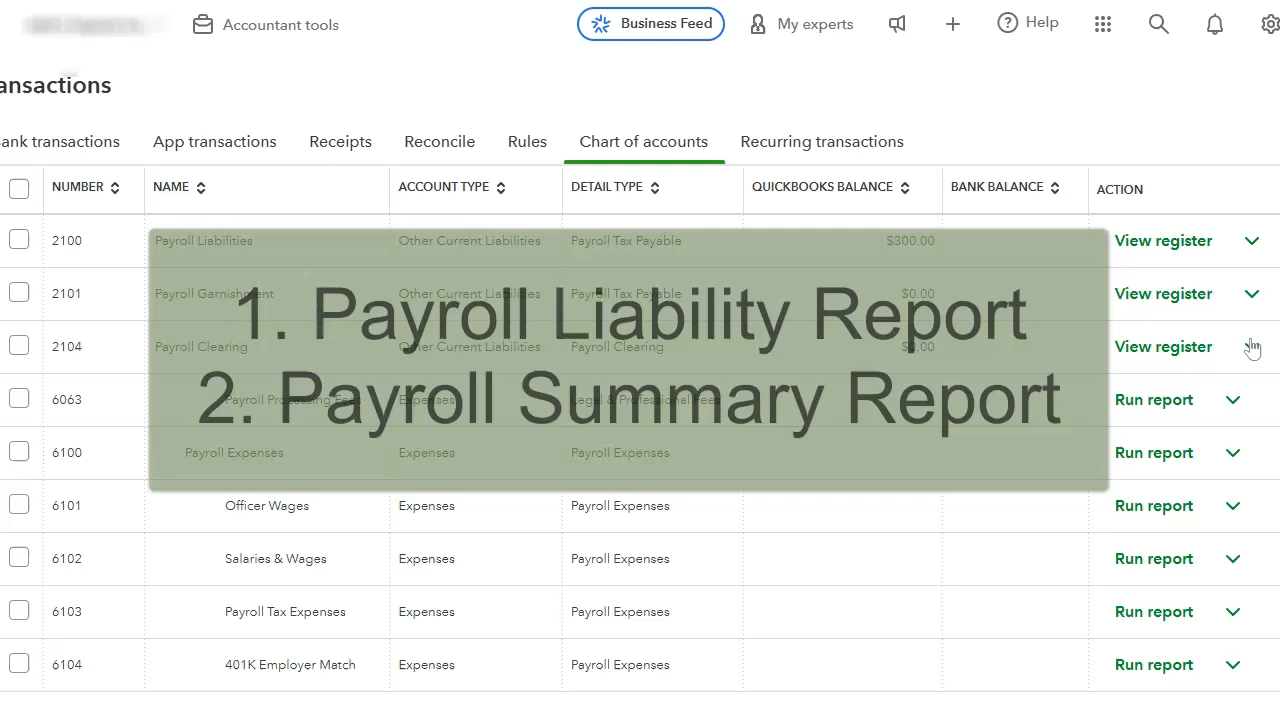 Accountant tools Business Feed My experts Help
ansactions
ank transactions App transactions Receipts Reconcile Rules Chart of accounts Recurring transactions
NUMBER NAME ACCOUNT TYPE DETAIL TYPE QUICKBOOKS BALANCE BANK BALANCE ACTION
2100 Payroll Liabilities Other Current Liabilities Payroll Tax Payable $300.00 View register
2101 Payroll Garnishment Other Current Liabilities Payroll Tax Payable $0.00 View register
1. Payroll Liability Report
2104 Payroll Clearing Other Current Liabilities Payroll Clearing $0.00 View register
6063 Payroll Processing Fees Expenses Legal & Professional Fees Run report
2. Payroll Summary Report
6100 Payroll Expenses Expenses Payroll Expenses Run report
6101 Officer Wages Expenses Payroll Expenses Run report
6102 Salaries & Wages Expenses Payroll Expenses Run report
6103 Payroll Tax Expenses Expenses Payroll Expenses Run report
6104 401K Employer Match Expenses Payroll Expenses Run report